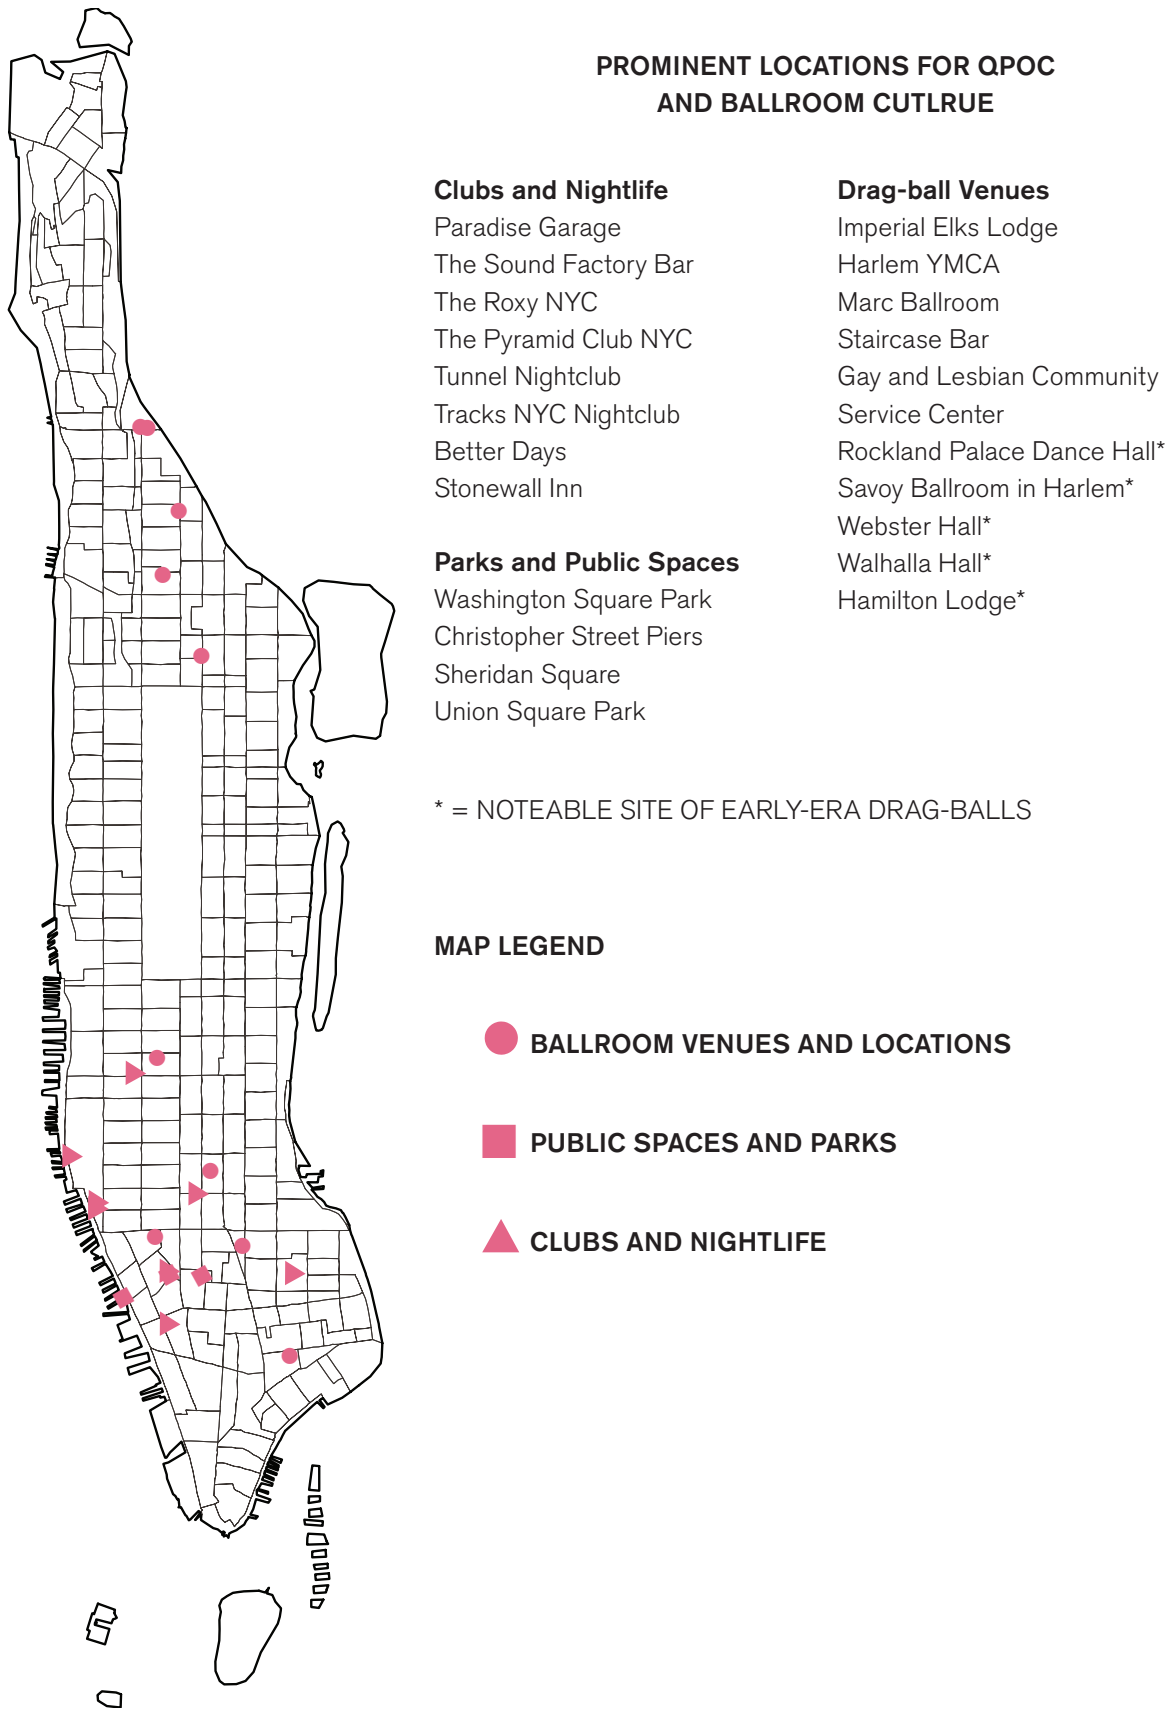 PROMINENT LOCATIONS FOR QPOC
AND BALLROOM CUTLRUE
Clubs and Nightlife
Paradise Garage
The Sound Factory Bar
The Roxy NYC
The Pyramid Club NYC
Tunnel Nightclub
Tracks NYC Nightclub
Better Days
Stonewall Inn
Parks and Public Spaces
Washington Square Park
Christopher Street Piers
Sheridan Square
Union Square Park
Drag-ball Venues
Imperial Elks Lodge
Harlem YMCA
Marc Ballroom
Staircase Bar
Gay and Lesbian Community
Service Center
Rockland Palace Dance Hall*
Savoy Ballroom in Harlem*
Webster Hall*
Walhalla Hall*
Hamilton Lodge*
* = NOTEABLE SITE OF EARLY-ERA DRAG-BALLS
MAP LEGEND
BALLROOM VENUES AND LOCATIONS
PUBLIC SPACES AND PARKS
CLUBS AND NIGHTLIFE